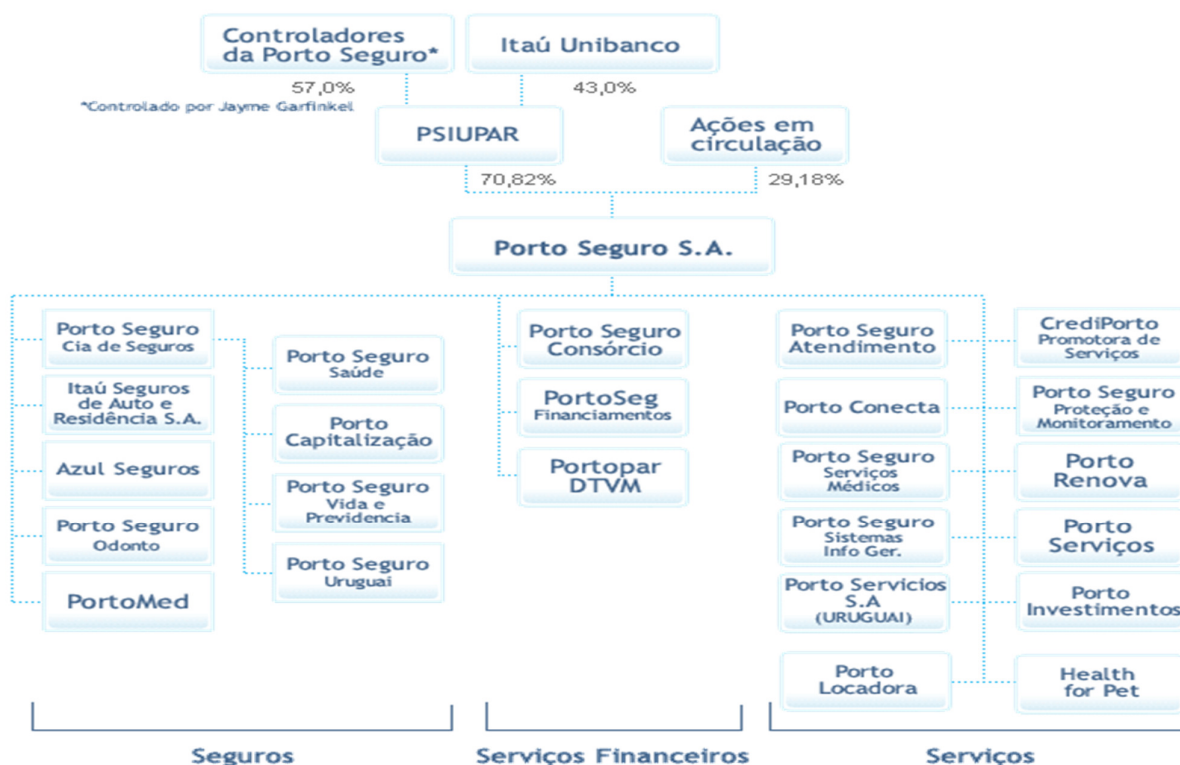 Controladores
da Porto Seguro*
Itaú Unibanco
57,0%
43,0%
*Controlado por Jayme Garfinkel
PSIUPAR
Ações em
circulação
70,82%
29,18%
Porto Seguro S.A.
Porto Seguro
Cia de Seguros
Itaú Seguros
de Auto e
Residência S.A.
Azul Seguros
Porto Seguro
Odonto
PortoMed
Porto Seguro
Saúde
Porto
Capitalização
Porto Seguro
Vida e
Previdencia
Porto Seguro
Uruguai
Porto Seguro
Consórcio
PortoSeg
Financiamentos
Portopar
DTVM
Porto Seguro
Atendimento
Porto Conecta
Porto Seguro
Serviços
Médicos
Porto Seguro
Sistemas
Info Ger.
Porto Servicios
S.A
(URUGUAI)
Porto
Locadora
CrediPorto
Promotora de
Serviços
Porto Seguro
Proteção e
Monitoramento
Porto
Renova
Porto
Serviços
Porto
Investimentos
Health
for Pet
Seguros
Serviços Financeiros
Serviços